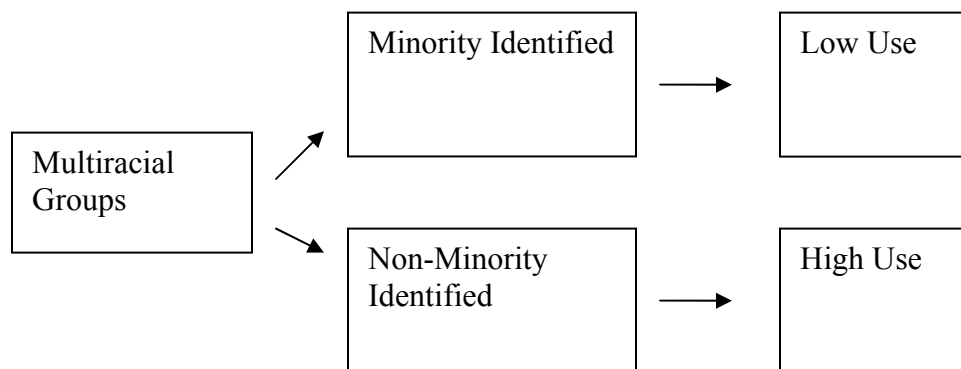 Minority Identified
Low Use
Multiracial
Groups
Non-Minority
Identified
High Use